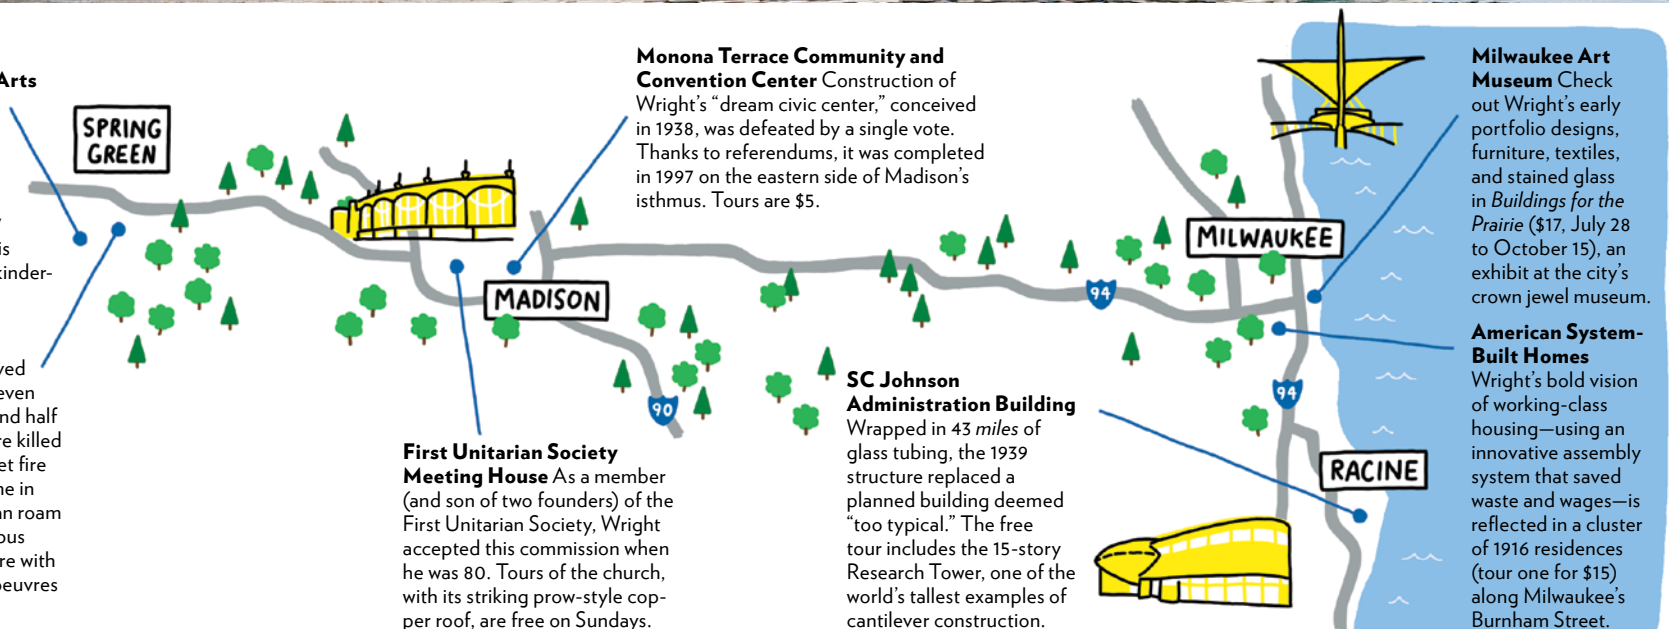 Arts
SPRING
GREEN
is
kinder-
ved
even
nd half
re killed
et fire
ne in
an roam
ous
re with
oeuvres
Monona Terrace Community and
Convention Center Construction of
Wright's “dream civic center,” conceived
in 1938, was defeated by a single vote.
Thanks to referendums, it was completed
in 1997 on the eastern side of Madison's
isthmus. Tours are $5.
MADISON
90
First Unitarian Society
Meeting House As a member
(and son of two founders) of the
First Unitarian Society, Wright
accepted this commission when
he was 80. Tours of the church,
with its striking prow-style cop-
per roof, are free on Sundays.
SC Johnson
Administration Building
Wrapped in 43 miles of
glass tubing, the 1939
structure replaced a
planned building deemed
“too typical.” The free
tour includes the 15-story
Research Tower, one of the
world's tallest examples of
cantilever construction.
94
MILWAUKEE
94
RACINE
Milwaukee Art
Museum Check
out Wright's early
portfolio designs,
furniture, textiles,
and stained glass
in Buildings for the
Prairie ($17, July 28
to October 15), an
exhibit at the city's
crown jewel museum.
American System-
Built Homes
Wright's bold vision
of working-class
housing—using an
innovative assembly
system that saved
waste and wages—is
reflected in a cluster
of 1916 residences
(tour one for $15)
along Milwaukee's
Burnham Street.